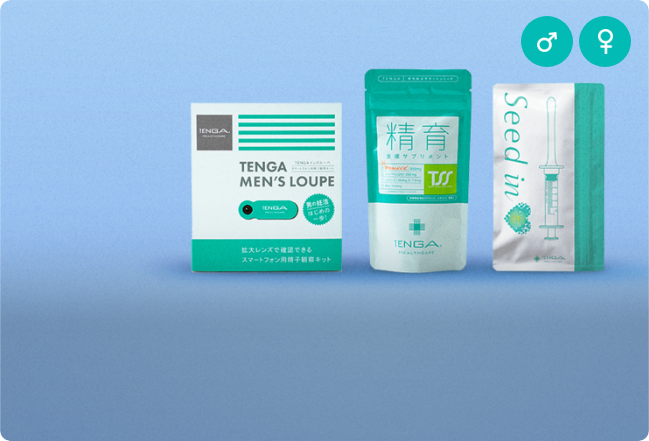 TENGA
HEALTHCARE
TENGA
MEN'S LOUPE
TENGA
男の妊活
はじめの
一歩!
拡大レンズで確認できる
スマートフォン用精子観察キット
精育
支援サプリメント
TSS
TENGA
HEALTHCARE
Seed in
TENGA